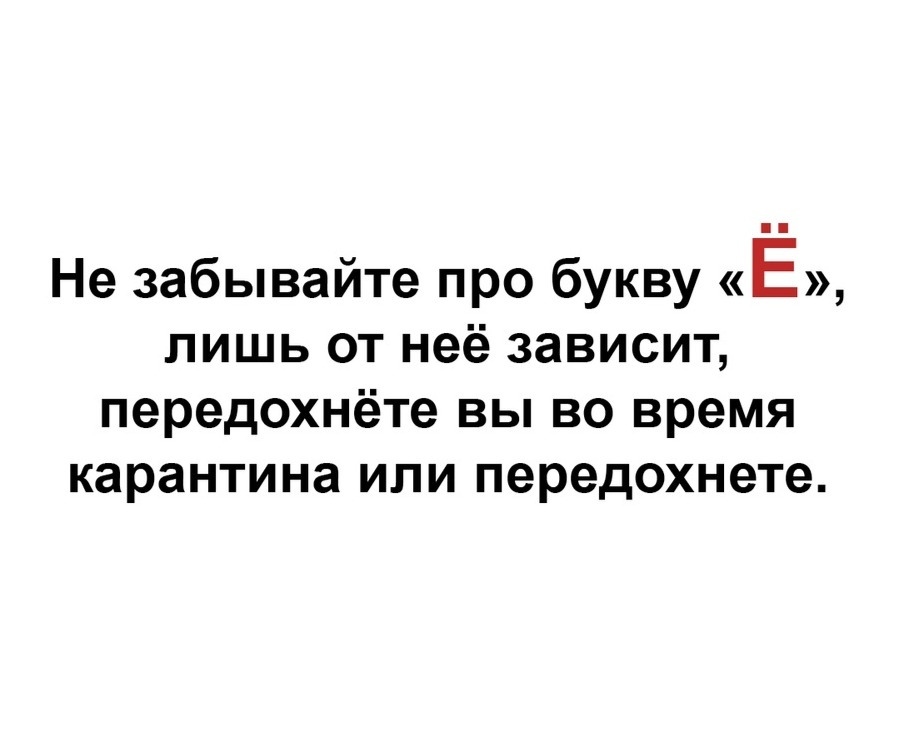 Не забывайте про букву «Ё»,
лишь от неё зависит,
передохнёте вы во время
карантина или передохнете.